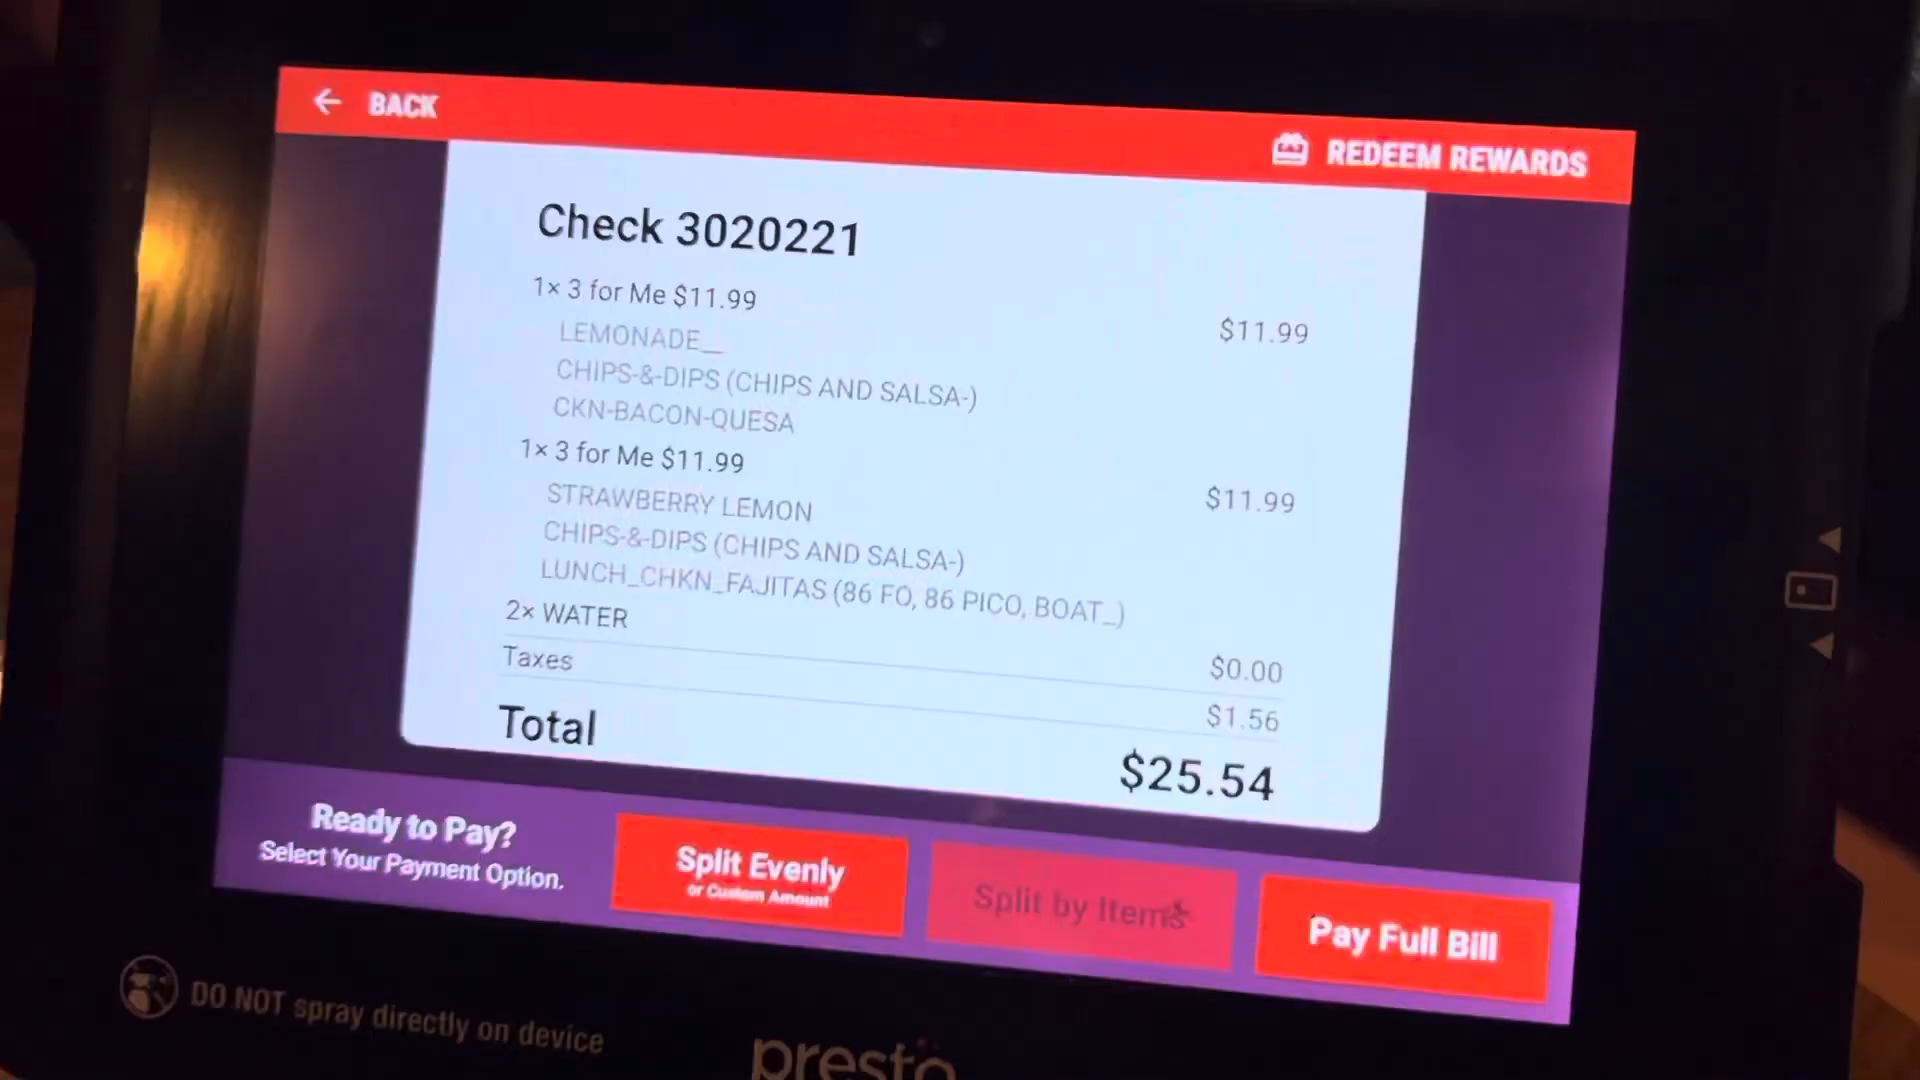 BACK
REDEEM REWARDS
Check 3020221
1× 3 for Me $11.99 $11.99
LEMONADE__
CHIPS-&-DIPS (CHIPS AND SALSA-)
CKN-BACON-QUESA
1× 3 for Me $11.99 $11.99
STRAWBERRY LEMON
CHIPS-&-DIPS (CHIPS AND SALSA-)
LUNCH_CHKN_FAJITAS (86 FO, 86 PICO, BOAT_)
2× WATER $0.00
Taxes $1.56
Total $25.54
Ready to Pay?
Select Your Payment Option.
Split Evenly
or Custom Amount
Split by Items
Pay Full Bill
DO NOT spray directly on device
presto